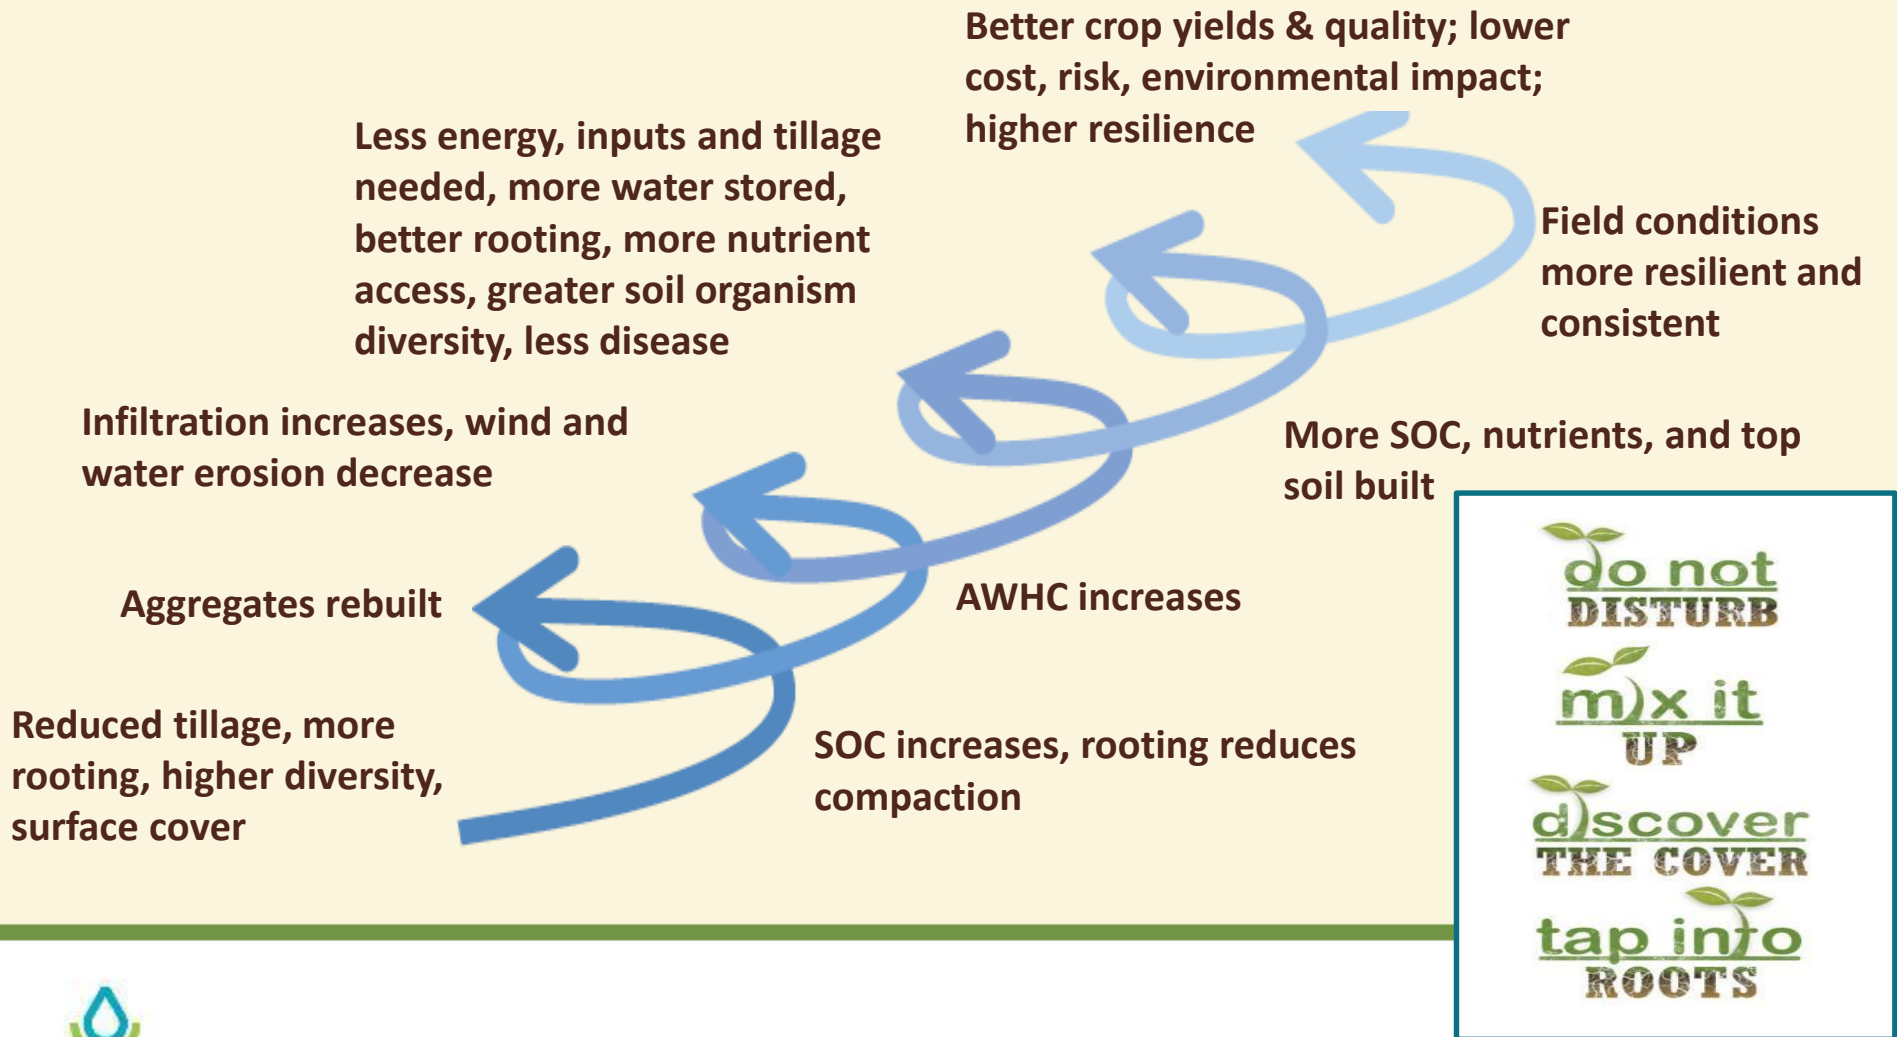 Better crop yields & quality; lower
cost, risk, environmental impact;
higher resilience
Less energy, inputs and tillage
needed, more water stored,
better rooting, more nutrient
access, greater soil organism
diversity, less disease
Field conditions
more resilient and
consistent
Infiltration increases, wind and
water erosion decrease
More SOC, nutrients, and top
soil built
Aggregates rebuilt
AWHC increases
Reduced tillage, more
rooting, higher diversity,
surface cover
SOC increases, rooting reduces
compaction
do not
DISTURB
mix it
UP
discover
THE COVER
tap into
ROOTS